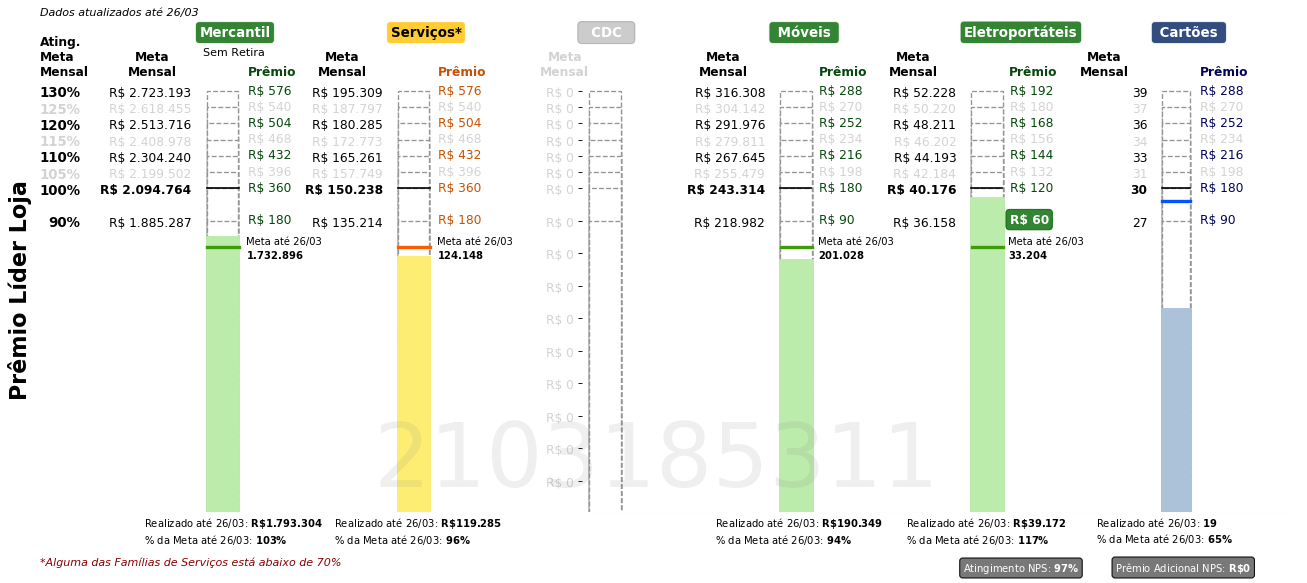 Dados atualizados até 26/03
Mercantil Serviços* CDC Móveis Eletroportáteis Cartões
Sem Retira
Ating. Meta Mensal
Meta Mensal Prêmio Meta Mensal Prêmio Meta Mensal Meta Mensal Prêmio Meta Mensal Prêmio Meta Mensal Prêmio
130% R$ 2.723.193 R$ 576 R$ 195.309 R$ 576 R$ 0 R$ 316.308 R$ 288 R$ 52.228 R$ 192 39 R$ 288
125% R$ 2.618.455 R$ 540 R$ 187.797 R$ 540 R$ 0 R$ 304.142 R$ 270 R$ 50.220 R$ 180 37 R$ 270
120% R$ 2.513.716 R$ 504 R$ 180.285 R$ 504 R$ 0 R$ 291.976 R$ 252 R$ 48.211 R$ 168 36 R$ 252
115% R$ 2.408.978 R$ 468 R$ 172.773 R$ 468 R$ 0 R$ 279.811 R$ 234 R$ 46.202 R$ 156 34 R$ 234
110% R$ 2.304.240 R$ 432 R$ 165.261 R$ 432 R$ 0 R$ 267.645 R$ 216 R$ 44.193 R$ 144 33 R$ 216
105% R$ 2.199.502 R$ 396 R$ 157.749 R$ 396 R$ 0 R$ 255.479 R$ 198 R$ 42.184 R$ 132 31 R$ 198
100% R$ 2.094.764 R$ 360 R$ 150.238 R$ 360 R$ 0 R$ 243.314 R$ 180 R$ 40.176 R$ 120 30 R$ 180
90% R$ 1.885.287 R$ 180 R$ 135.214 R$ 180 R$ 0 R$ 218.982 R$ 90 R$ 36.158 R$ 60 27 R$ 90
Meta até 26/03 Meta até 26/03 Meta até 26/03 Meta até 26/03
1.732.896 124.148 R$ 0 201.028 33.204
R$ 0
R$ 0
R$ 0
R$ 0
R$ 0
R$ 0
R$ 0
Prêmio Líder Loja
2103185311
Realizado até 26/03: R$1.793.304 Realizado até 26/03: R$119.285 Realizado até 26/03: R$190.349 Realizado até 26/03: R$39.172 Realizado até 26/03: 19
% da Meta até 26/03: 103% % da Meta até 26/03: 96% % da Meta até 26/03: 94% % da Meta até 26/03: 117% % da Meta até 26/03: 65%
*Alguma das Famílias de Serviços está abaixo de 70%
Atingimento NPS: 97% Prêmio Adicional NPS: R$0